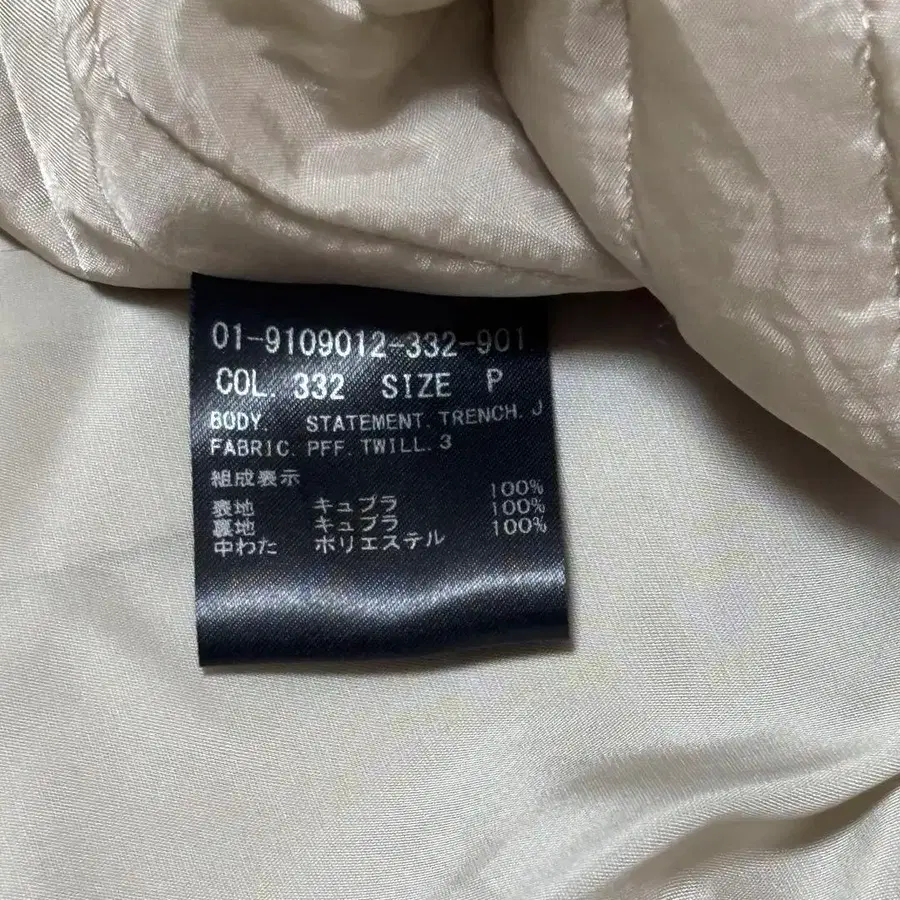 01-9109012-332-901
COL. 332 SIZE P
BODY. STATEMENT. TRENCH. J
FABRIC. PFF. TWILL. 3
組成表示
表地 キュプラ 100%
裏地 キュプラ 100%
中わた ポリエステル 100%